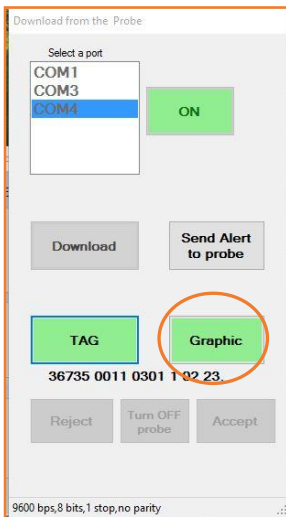 Download from the Probe
Select a port
COM1
COM3
COM4
ON
Download
Send Alert
to probe
TAG
Graphic
36735 0011 0301 1 02 23.
Reject
Turn OFF
probe
Accept
9600 bps,8 bits,1 stop,no parity